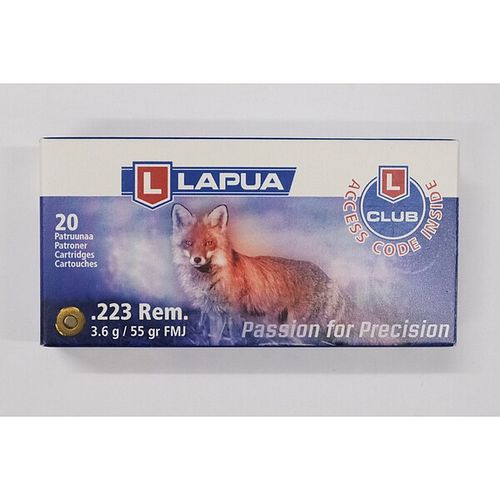 L LAPUA
L
CLUB
ACCESS CODE INSIDE
20
Patruunaa
Patroner
Cartridges
Cartouches
.223 Rem.
3.6 g / 55 gr FMJ
Passion for Precision